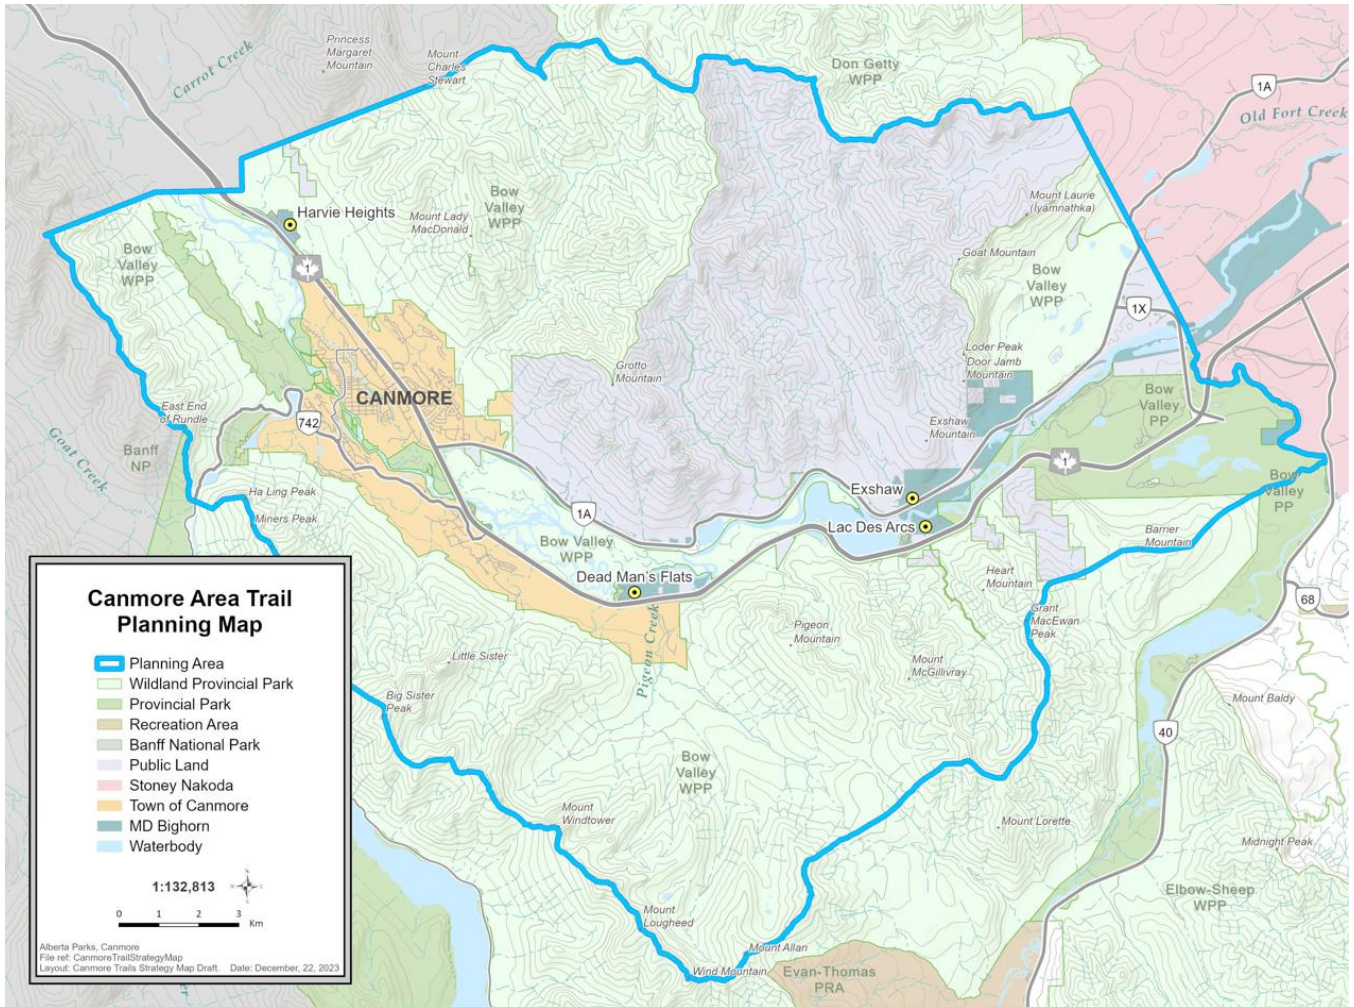 Princess
Margaret
Mountain
Mount
Charles
Stewart
Carrot Creek
Don Getty
WPP
1A
Old Fort Creek
Harvie Heights
Bow
Valley
WPP
Mount Lady
MacDonald
Mount Laurie
(Iyamnathka)
Bow
Valley
WPP
Goat Mountain
1
Bow
Valley
WPP
1X
Loder Peak
Door Jamb
Mountain
Grotto
Mountain
CANMORE
East End
of Rundle
742
Bow
Valley
PP
Exshaw
Mountain
Goat Creek
Banff
NP
1
Ha Ling Peak
Miners Peak
Exshaw
Bow
Valley
PP
1A
Lac Des Arcs
Bow Valley
WPP
Barrier
Mountain
Dead Man's Flats
Heart
Mountain
68
Grant
MacEwan
Peak
Pigeon
Mountain
Pigeon Creek
Little Sister
Mount
McGillivray
Big Sister
Peak
Mount Baldy
40
Bow
Valley
WPP
Mount
Windtower
Mount Lorette
Midnight Peak
Elbow-Sheep
WPP
Mount
Lougheed
Mount Allan
Wind Mountain
Evan-Thomas
PRA
Canmore Area Trail
Planning Map
Planning Area
Wildland Provincial Park
Provincial Park
Recreation Area
Banff National Park
Public Land
Stoney Nakoda
Town of Canmore
MD Bighorn
Waterbody
1:132,813
N
W E
S
0 1 2 3
Km
Alberta Parks, Canmore
File ref: CanmoreTrailStrategyMap
Layout: Canmore Trails Strategy Map Draft. Date: December, 22, 2023